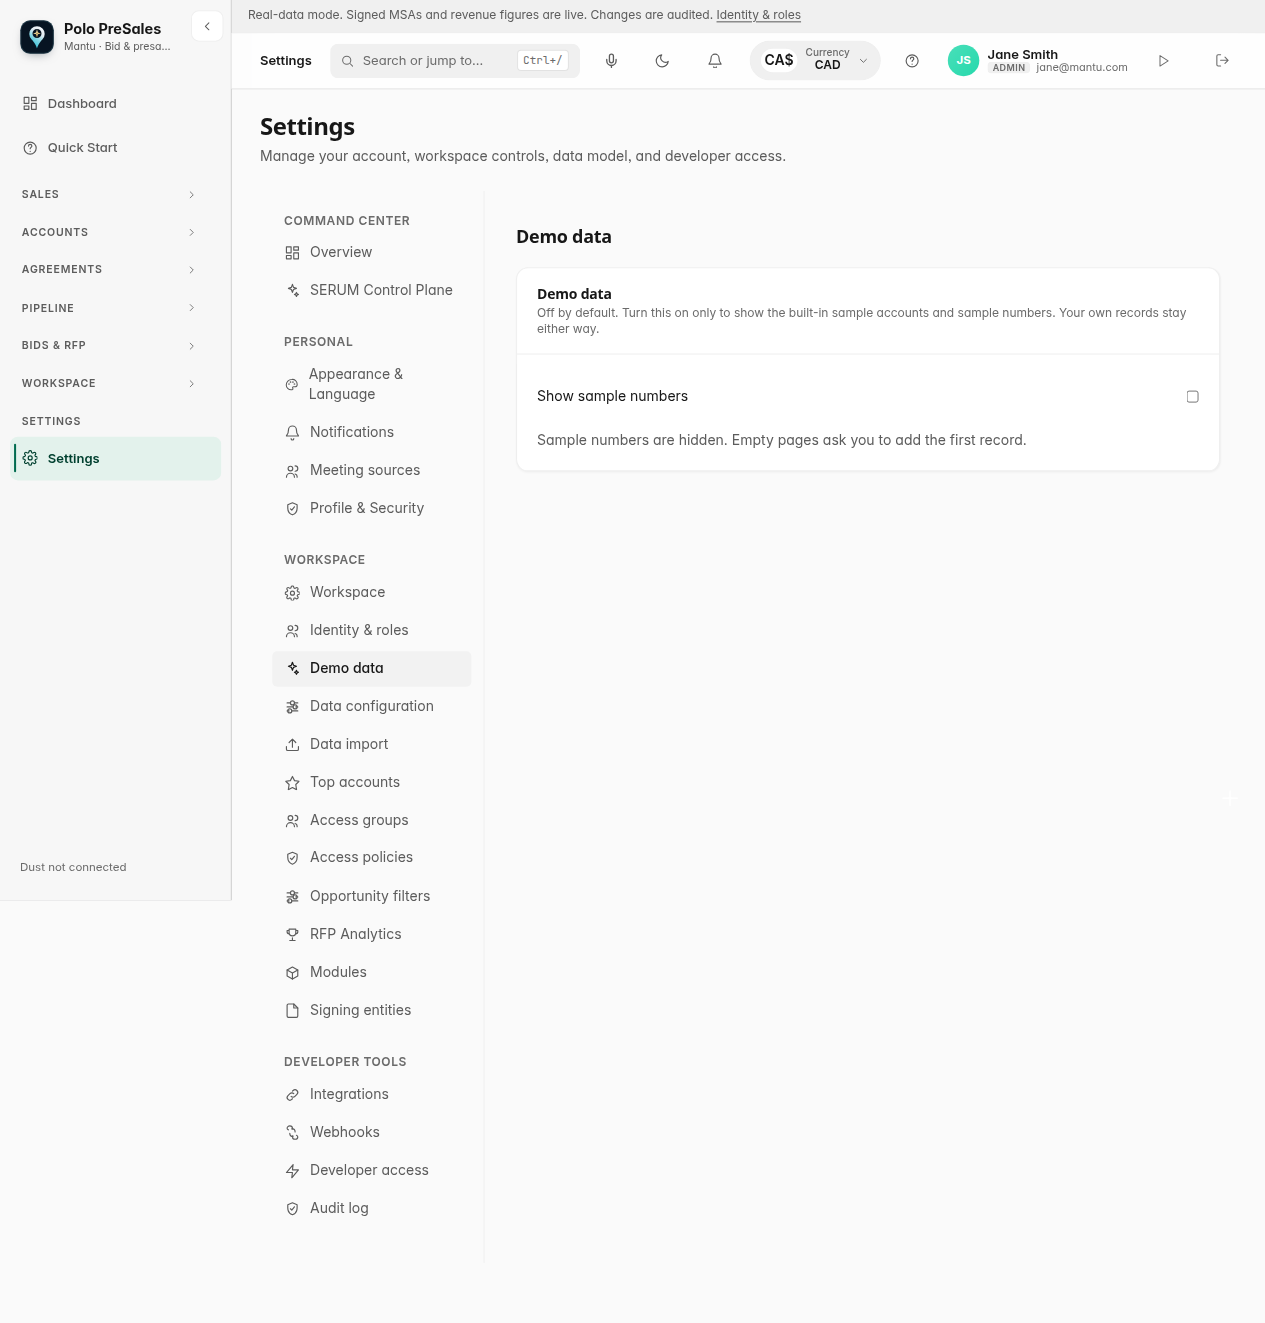 Polo PreSales
Mantu · Bid & presa...
Dashboard
Quick Start
SALES
ACCOUNTS
AGREEMENTS
PIPELINE
BIDS & RFP
WORKSPACE
SETTINGS
Settings
Dust not connected
Real-data mode. Signed MSAs and revenue figures are live. Changes are audited. Identity & roles
Settings
Search or jump to...
Ctrl+/
CA$
Currency
CAD
JS
Jane Smith
ADMIN jane@mantu.com
Settings
Manage your account, workspace controls, data model, and developer access.
COMMAND CENTER
Overview
SERUM Control Plane
PERSONAL
Appearance &
Language
Notifications
Meeting sources
Profile & Security
WORKSPACE
Workspace
Identity & roles
Demo data
Data configuration
Data import
Top accounts
Access groups
Access policies
Opportunity filters
RFP Analytics
Modules
Signing entities
DEVELOPER TOOLS
Integrations
Webhooks
Developer access
Audit log
Demo data
Demo data
Off by default. Turn this on only to show the built-in sample accounts and sample numbers. Your own records stay
either way.
Show sample numbers
Sample numbers are hidden. Empty pages ask you to add the first record.